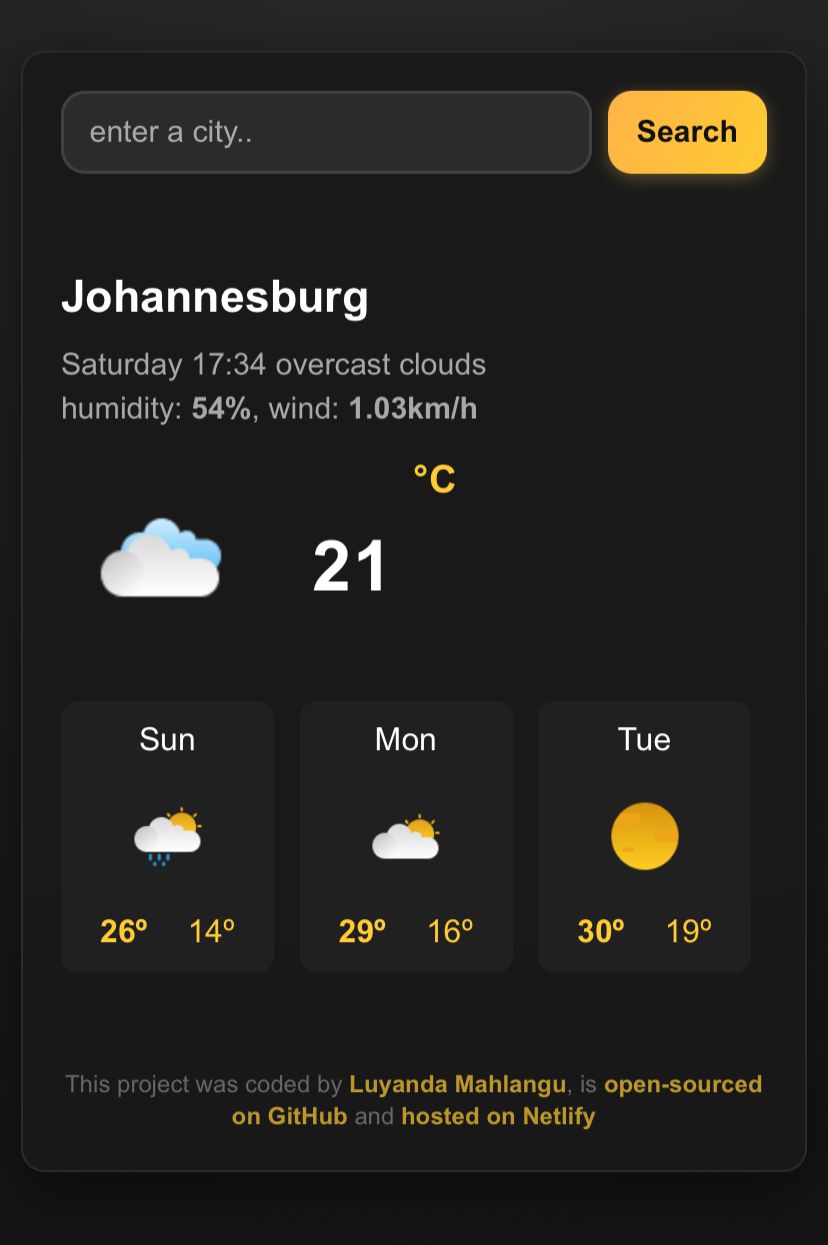 enter a city..
Search
Johannesburg
Saturday 17:34 overcast clouds
humidity: 54%, wind: 1.03km/h
°C
21
Sun
Mon
Tue
26º 14º
29º 16º
30º 19º
This project was coded by Luyanda Mahlangu, is open-sourced
on GitHub and hosted on Netlify